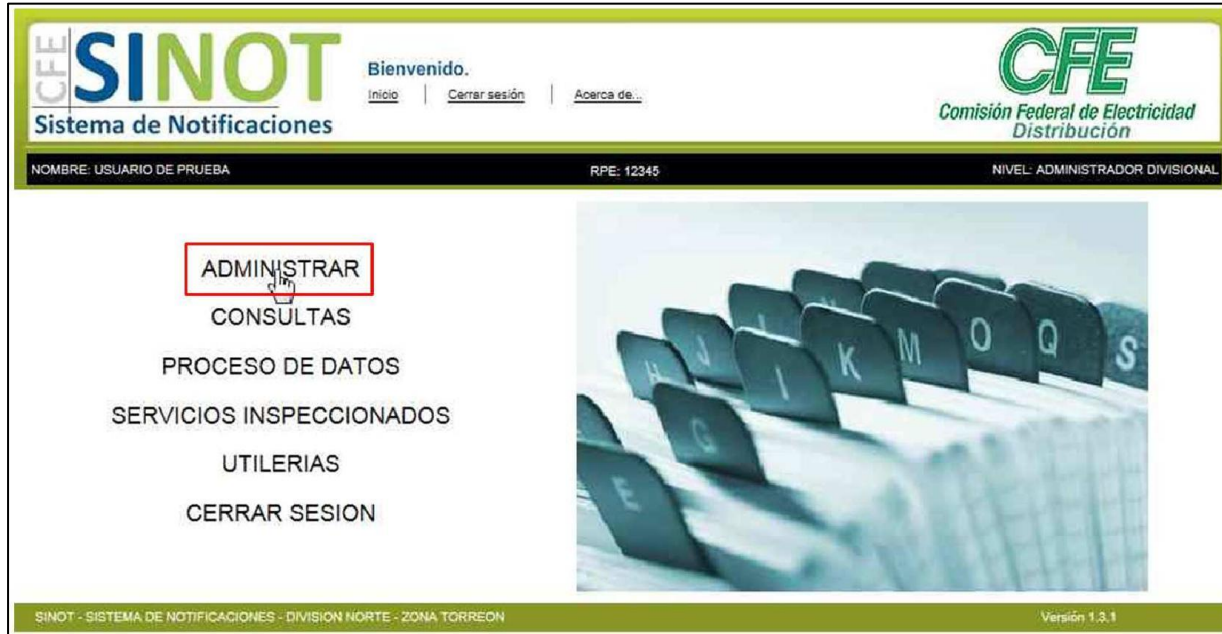 CFE
SINOT
Sistema de Notificaciones
Bienvenido.
Inicio | Cerrar sesión | Acerca de...
CFE
Comisión Federal de Electricidad
Distribución
NOMBRE: USUARIO DE PRUEBA RPE: 12345 NIVEL: ADMINISTRADOR DIVISIONAL
ADMINISTRAR
CONSULTAS
PROCESO DE DATOS
SERVICIOS INSPECCIONADOS
UTILERIAS
CERRAR SESION
H J I K M O Q S
G I
E
SINOT - SISTEMA DE NOTIFICACIONES - DIVISION NORTE - ZONA TORREON Versión 1.3.1